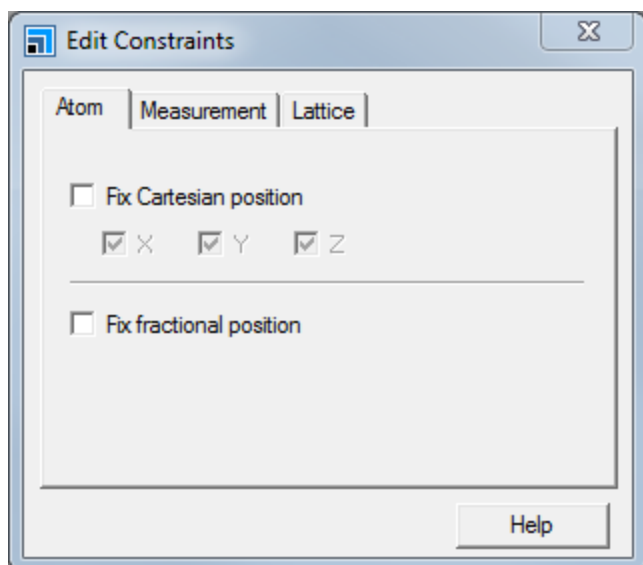 Edit Constraints
Atom Measurement Lattice
Fix Cartesian position
X Y Z
Fix fractional position
Help